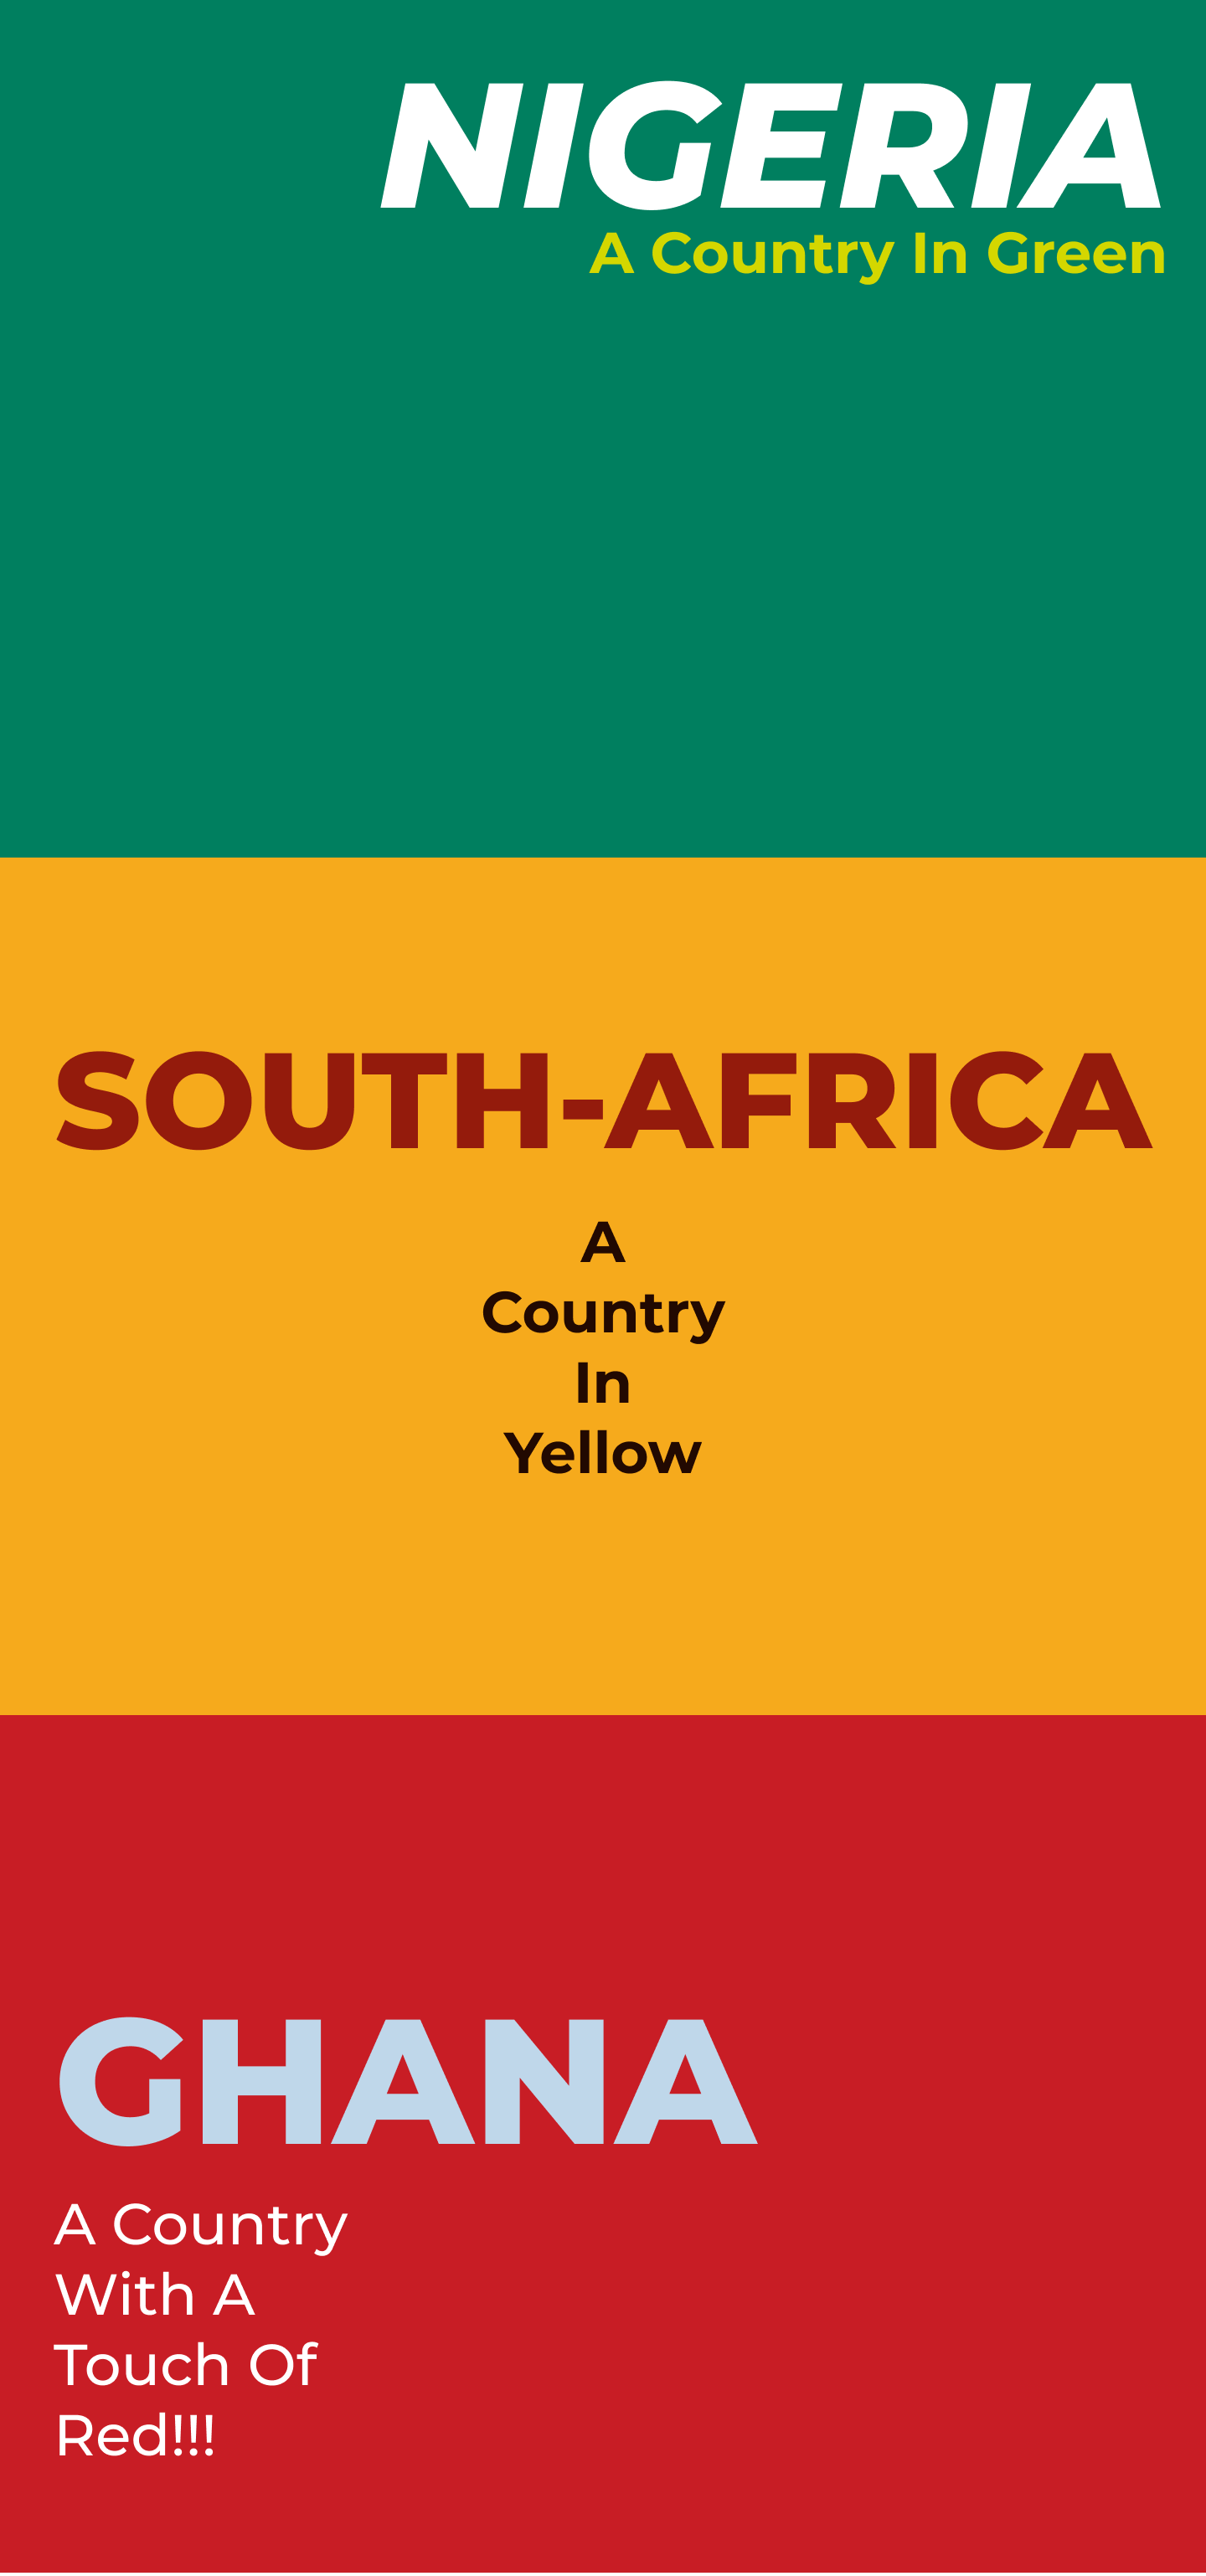 NIGERIA
A Country In Green
SOUTH-AFRICA
A
Country
In
Yellow
GHANA
A Country
With A
Touch Of
Red!!!